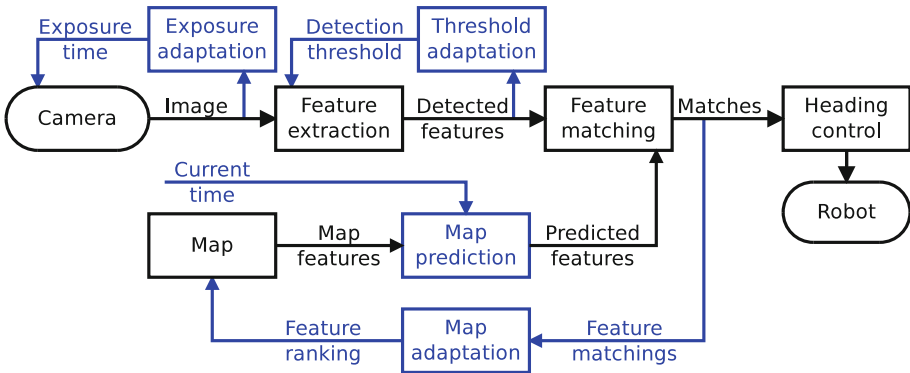 Exposure
time
Exposure
adaptation
Detection
threshold
Threshold
adaptation
Camera
Image
Feature
extraction
Detected
features
Feature
matching
Matches
Heading
control
Current
time
Robot
Map
Map
features
Map
prediction
Predicted
features
Feature
ranking
Map
adaptation
Feature
matchings